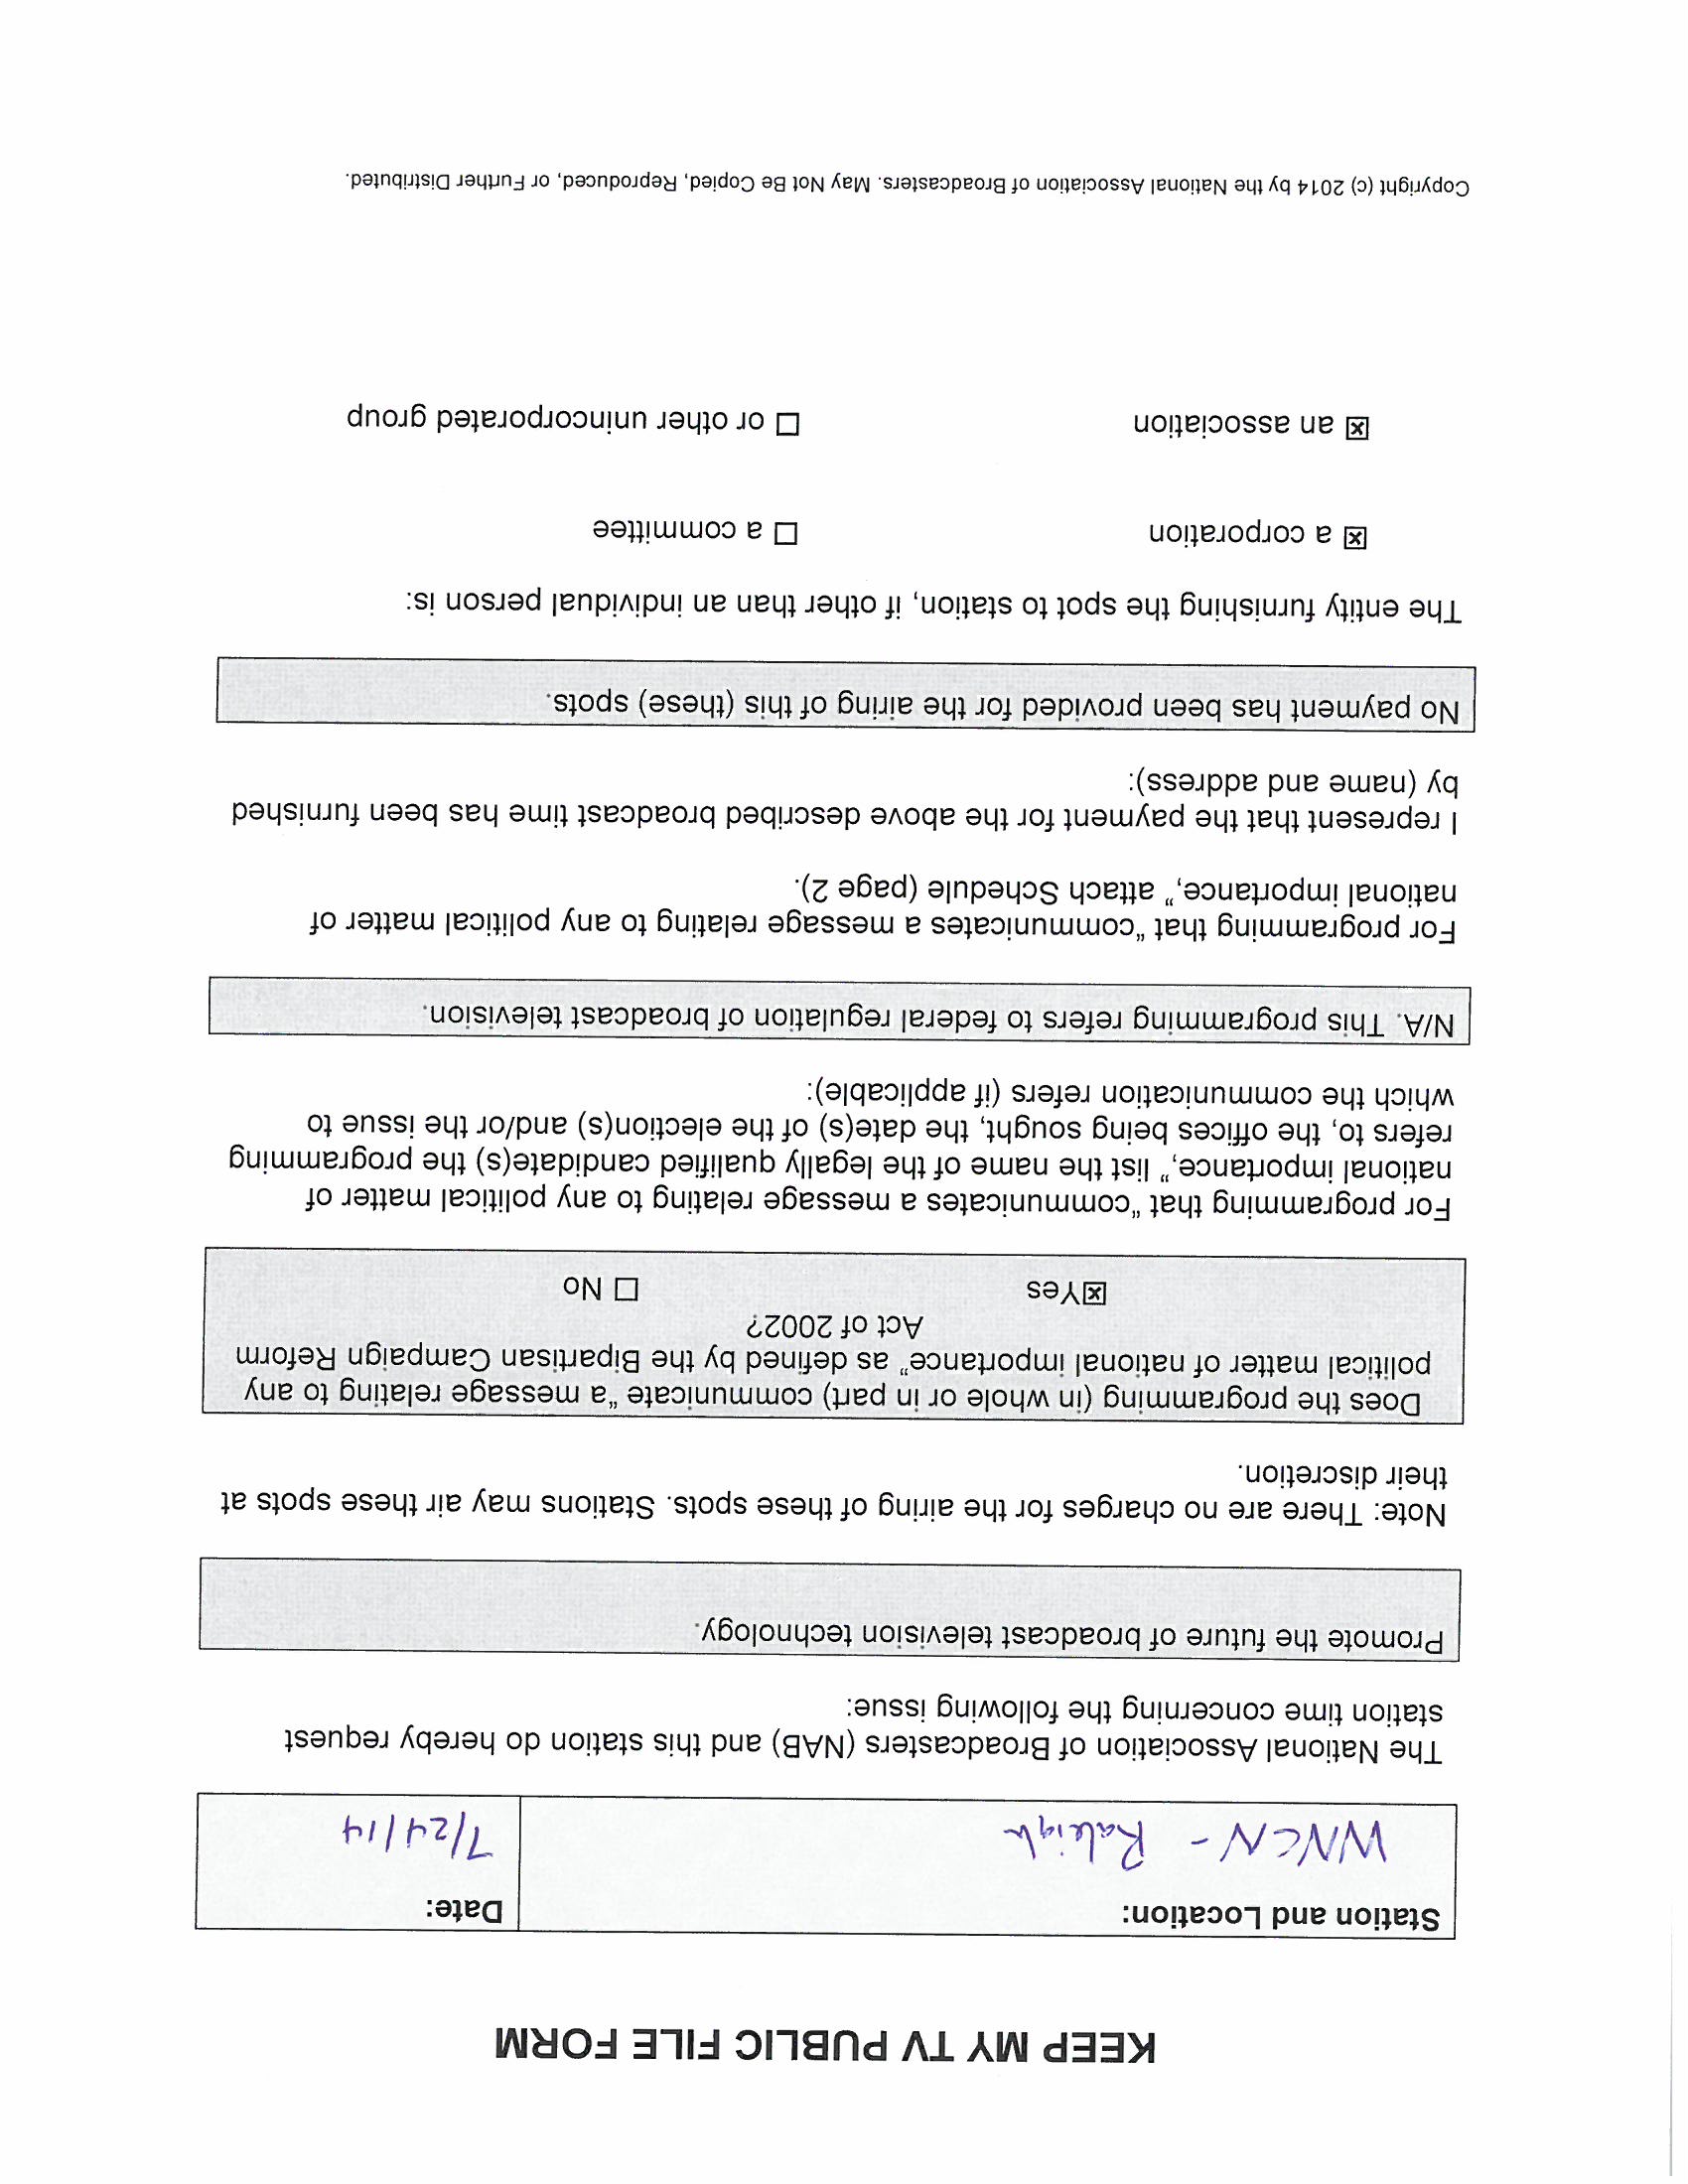 KEEP MY TV PUBLIC FILE FORM
Station and Location:
WNCN - Raleigh
Date:
7/24/14
The National Association of Broadcasters (NAB) and this station do hereby request
station time concerning the following issue:
Promote the future of broadcast television technology.
Note: There are no charges for the airing of these spots. Stations may air these spots at
their discretion.
Does the programming (in whole or in part) communicate "a message relating to any
political matter of national importance" as defined by the Bipartisan Campaign Reform
Act of 2002?
☒Yes ☐ No
For programming that "communicates a message relating to any political matter of
national importance," list the name of the legally qualified candidate(s) the programming
refers to, the offices being sought, the date(s) of the election(s) and/or the issue to
which the communication refers (if applicable):
N/A. This programming refers to federal regulation of broadcast television.
For programming that "communicates a message relating to any political matter of
national importance," attach Schedule (page 2).
I represent that the payment for the above described broadcast time has been furnished
by (name and address):
No payment has been provided for the airing of this (these) spots.
The entity furnishing the spot to station, if other than an individual person is:
☒ a corporation ☐ a committee
☒ an association ☐ or other unincorporated group
Copyright (c) 2014 by the National Association of Broadcasters. May Not Be Copied, Reproduced, or Further Distributed.